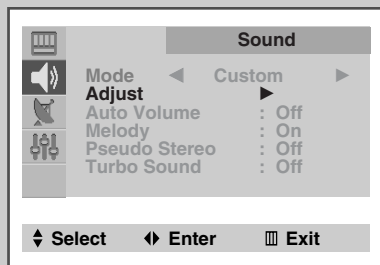 Sound
Mode ◀ Custom ▶
Adjust ▶
Auto Volume : Off
Melody : On
Pseudo Stereo : Off
Turbo Sound : Off
Select Enter Exit